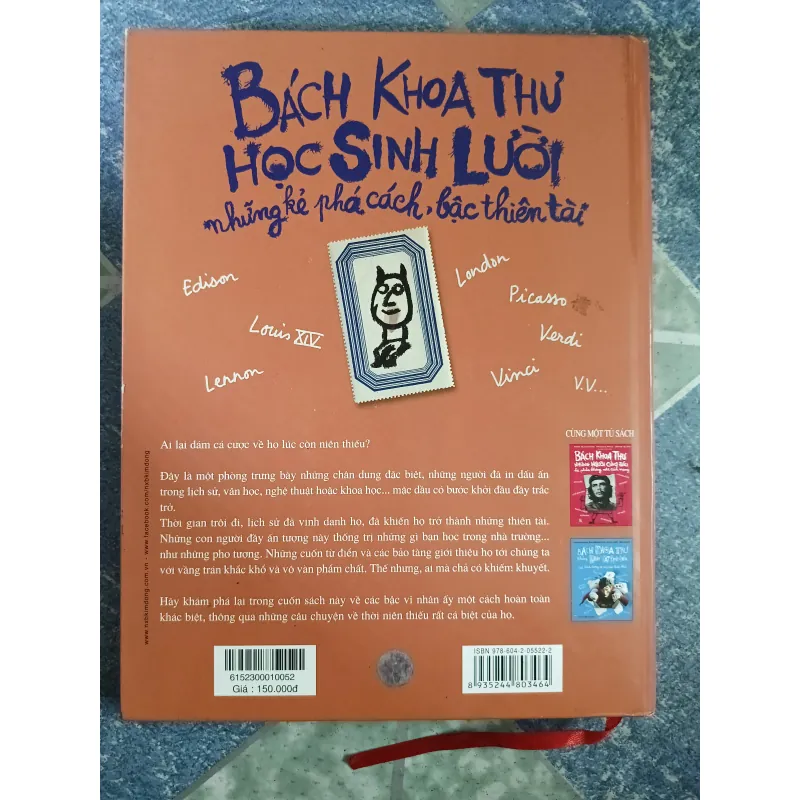 BÁCH KHOA THƯ
HỌC SINH LƯỜI
những kẻ phá cách, bậc thiên tài
Edison
London
Picasso
Louis XIV
Verdi
Lennon
Vinci
V.V...
Ai lại dám cá cược về họ lúc còn niên thiếu?
CÙNG MỘT TỦ SÁCH
Đây là một phòng trưng bày những chân dung đặc biệt, những người đã in dấu ấn
trong lịch sử, văn học, nghệ thuật hoặc khoa học... mặc dầu có bước khởi đầu đầy trắc
trở.
Thời gian trôi đi, lịch sử đã vinh danh họ, đã khiến họ trở thành những thiên tài.
Những con người đầy ấn tượng này thống trị những gì bạn học trong nhà trường...
như những pho tượng. Những cuốn từ điển và các bảo tàng giới thiệu họ tới chúng ta
với vầng trán khắc khổ và vô vàn phẩm chất. Thế nhưng, ai mà chả có khiếm khuyết.
Hãy khám phá lại trong cuốn sách này về các bậc vĩ nhân ấy một cách hoàn toàn
khác biệt, thông qua những câu chuyện về thời niên thiếu rất cá biệt của họ.
BÁCH KHOA THƯ
BÁCH KHOA THƯ
www.nxbkimdong.com.vn - www.facebook.com/nxbkimdong
6152300010052
Giá : 150.000đ
ISBN 978-604-2-05522-2
8 935244 803464